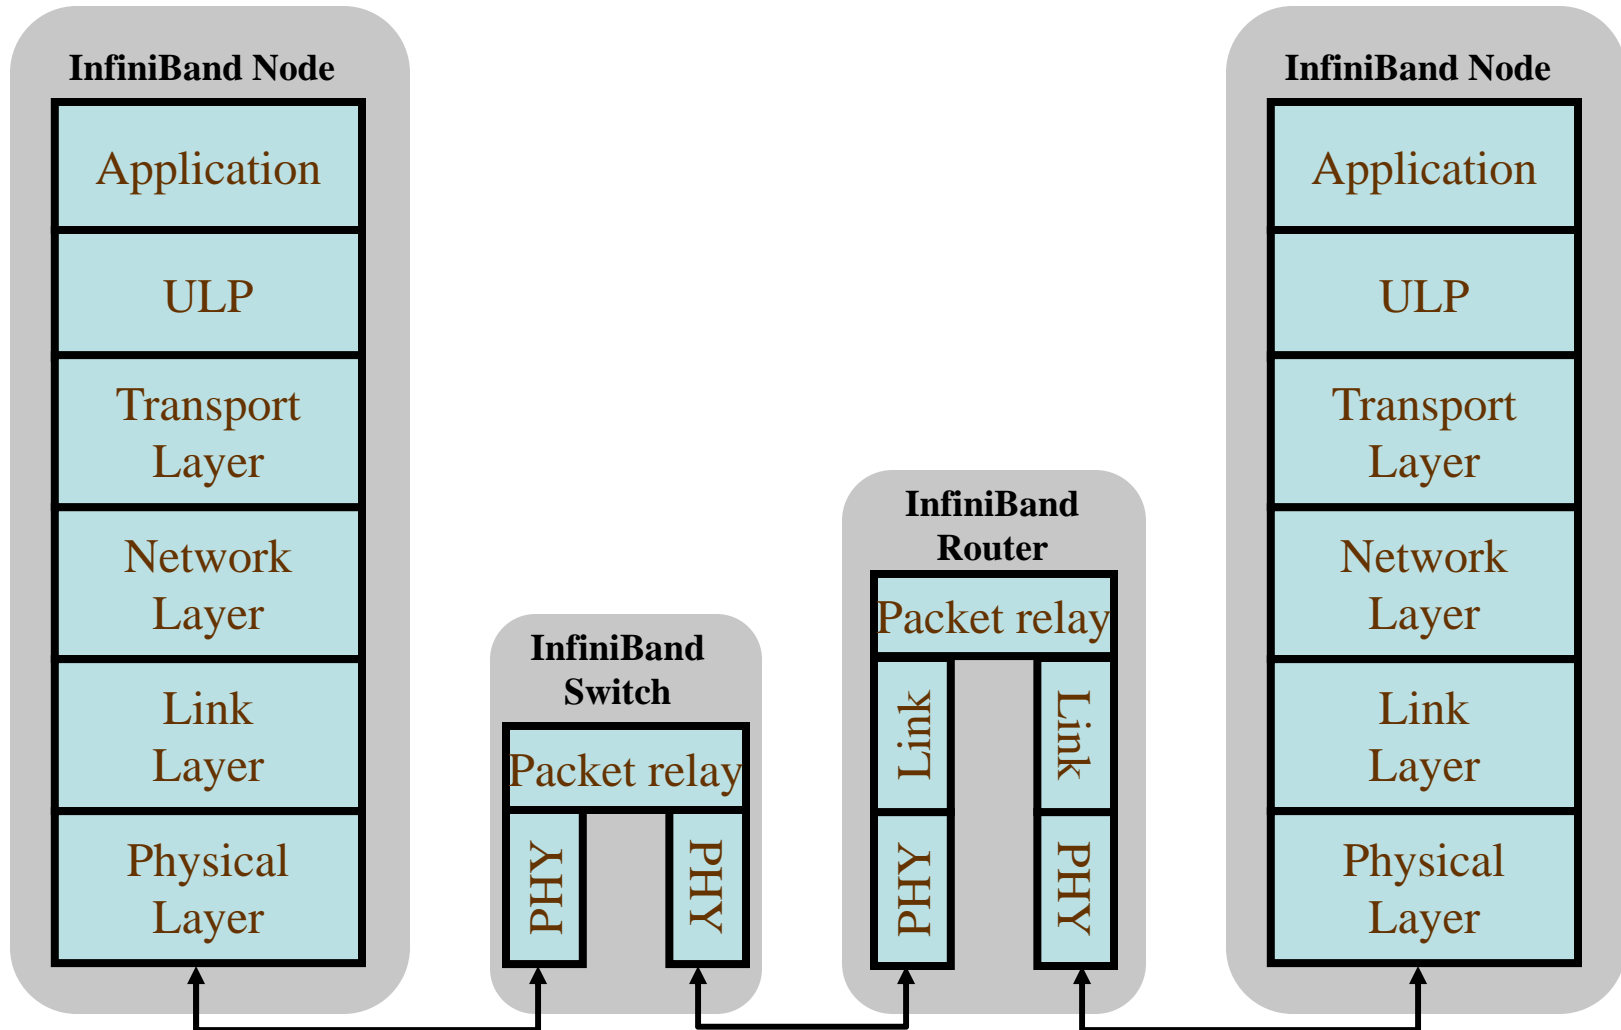 InfiniBand Node
Application
ULP
Transport
Layer
Network
Layer
Link
Layer
Physical
Layer
InfiniBand
Switch
Packet relay
PHY
PHY
InfiniBand
Router
Packet relay
Link
Link
PHY
PHY
InfiniBand Node
Application
ULP
Transport
Layer
Network
Layer
Link
Layer
Physical
Layer